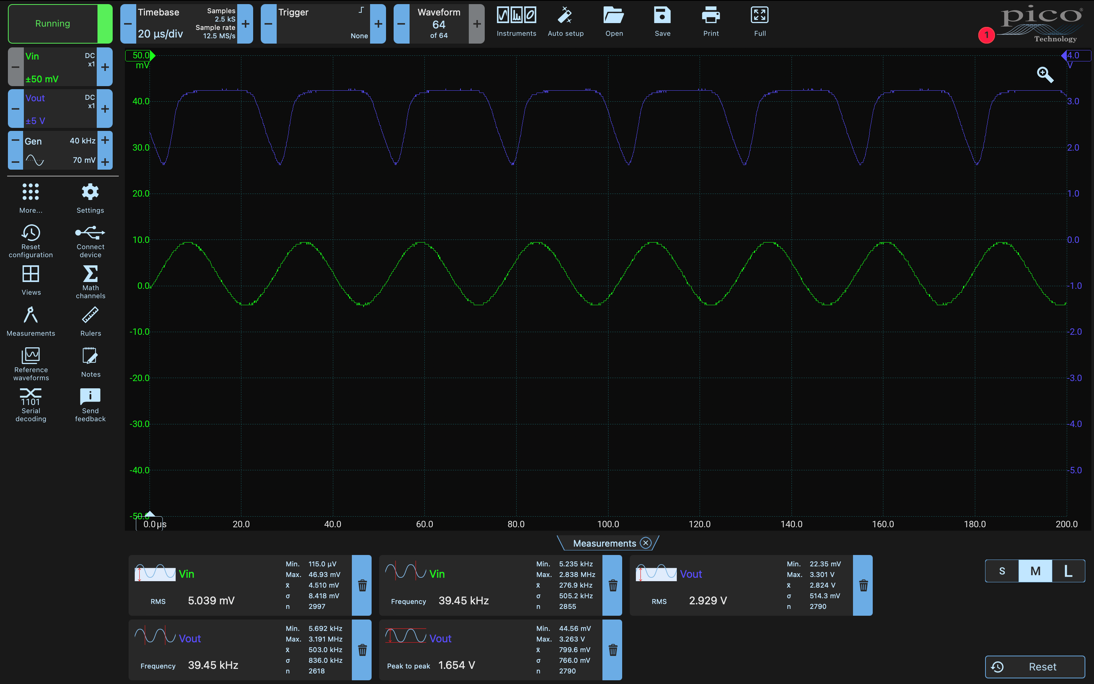 Running
Timebase
20 µs/div
Samples
2.5 kS
Sample rate
12.5 MS/s
Trigger
None
Waveform
64
of 64
Instruments
Auto setup
Open
Save
Print
Full
1
pico
Technology
Vin
DC
x1
±50 mV
Vout
DC
x1
±5 V
Gen
40 kHz
70 mV
More...
Settings
Reset configuration
Connect device
Views
Math channels
Measurements
Rulers
Reference waveforms
Notes
1101
Serial decoding
Send feedback
50.0
mV
40.0
30.0
20.0
10.0
0.0
-10.0
-20.0
-30.0
-40.0
-50.0
4.0
V
3.0
2.0
0.0
-1.0
-2.0
-3.0
-4.0
-5.0
0.0 µs
20.0
40.0
60.0
80.0
100.0
120.0
140.0
160.0
180.0
200.0
Measurements
Vin
RMS
5.039 mV
Min. 115.0 µV
Max. 46.93 mV
x̄ 4.510 mV
σ 8.418 mV
n 2997
Vin
Frequency
39.45 kHz
Min. 5.235 kHz
Max. 2.838 MHz
x̄ 276.9 kHz
σ 505.2 kHz
n 2855
Vout
RMS
2.929 V
Min. 22.35 mV
Max. 3.301 V
x̄ 2.824 V
σ 514.3 mV
n 2790
S
M
L
Vout
Frequency
39.45 kHz
Min. 5.692 kHz
Max. 3.191 MHz
x̄ 503.0 kHz
σ 836.0 kHz
n 2618
Vout
Peak to peak
1.654 V
Min. 44.56 mV
Max. 3.263 V
x̄ 799.6 mV
σ 766.0 mV
n 2790
Reset